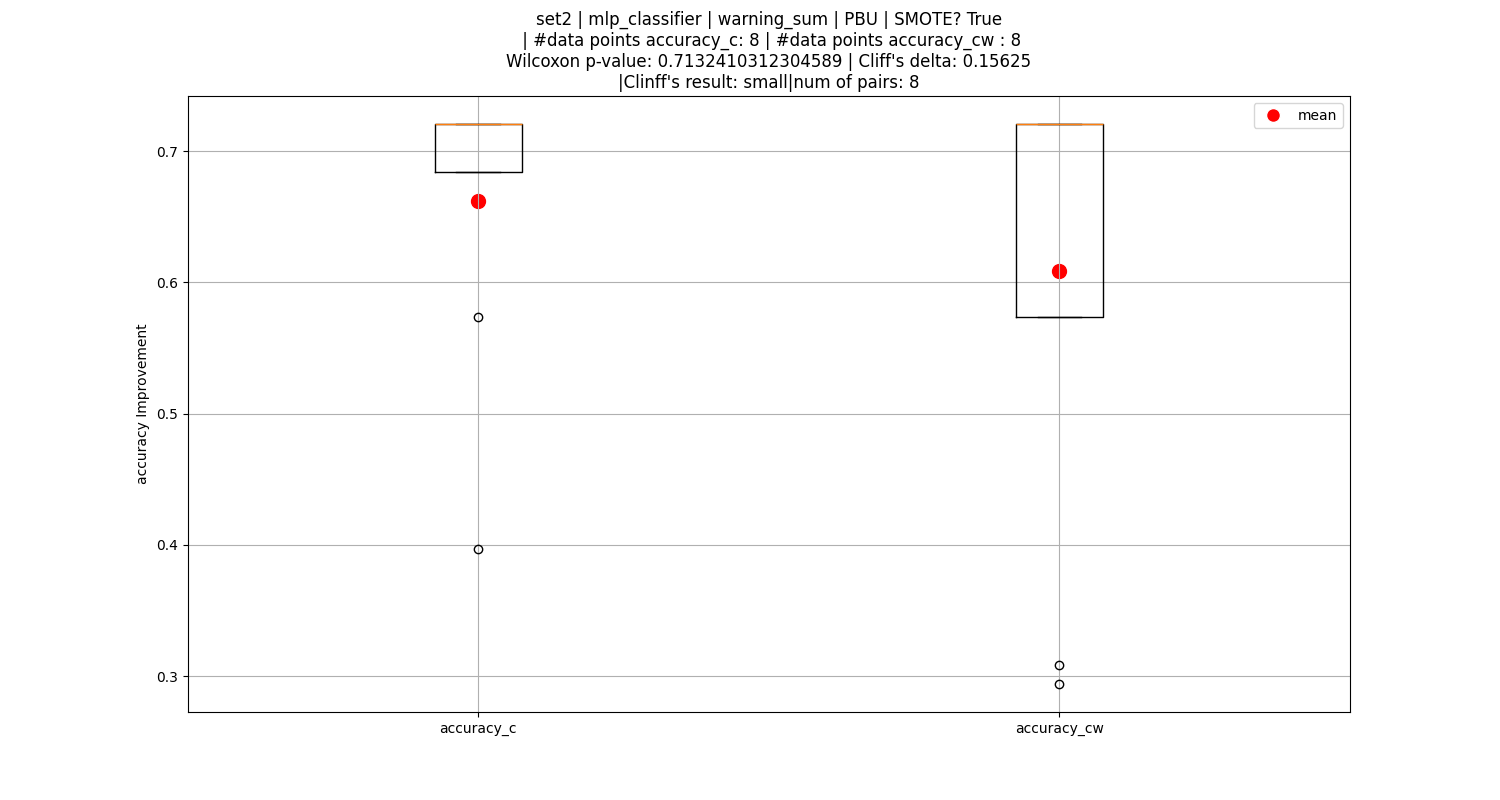 set2 | mlp_classifier | warning_sum | PBU | SMOTE? True
| #data points accuracy_c: 8 | #data points accuracy_cw : 8
Wilcoxon p-value: 0.7132410312304589 | Cliff's delta: 0.15625
|Clinff's result: small|num of pairs: 8
mean
0.7
0.6
0.5
0.4
0.3
accuracy Improvement
accuracy_c
accuracy_cw